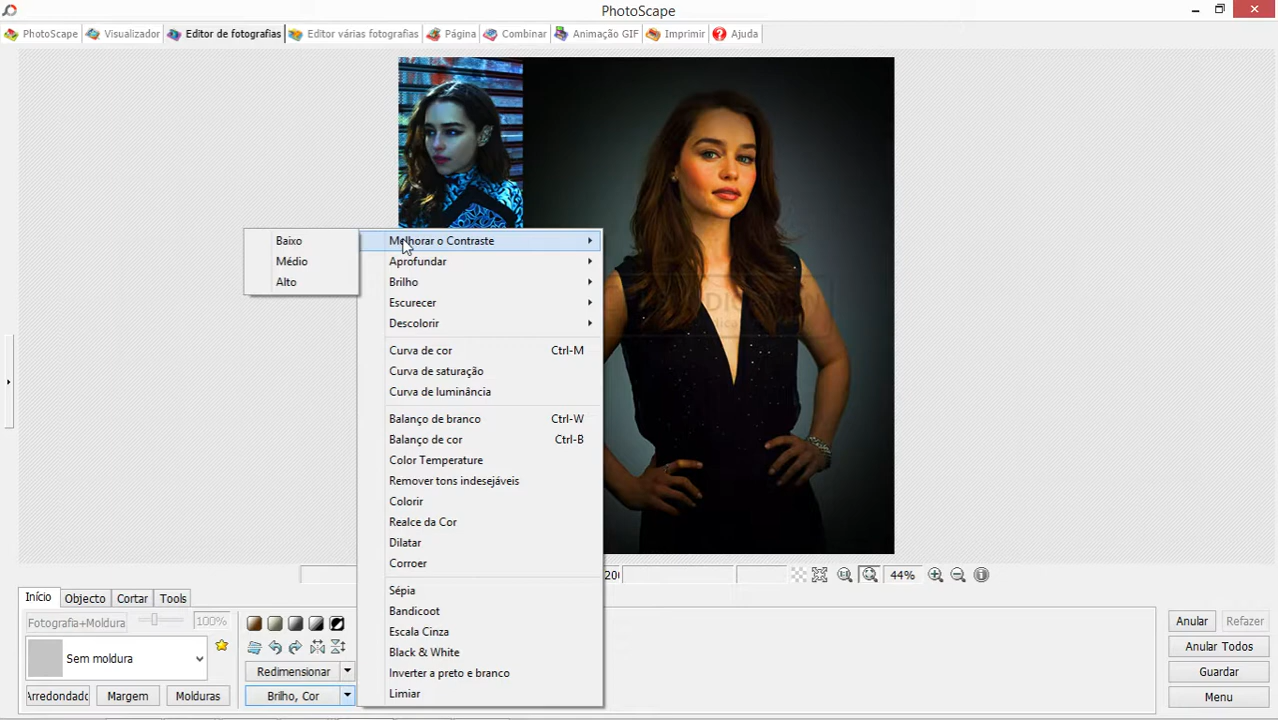 PhotoScape
PhotoScape Visualizador Editor de fotografias Editor várias fotografias Página Combinar Animação GIF Imprimir Ajuda
Baixo
Médio
Alto
Melhorar o Contraste
Aprofundar
Brilho
Escurecer
Descolorir
Curva de cor Ctrl-M
Curva de saturação
Curva de luminância
Balanço de branco Ctrl-W
Balanço de cor Ctrl-B
Color Temperature
Remover tons indesejáveis
Colorir
Realce da Cor
Dilatar
Corroer
Sépia
Bandicoot
Escala Cinza
Black & White
Inverter a preto e branco
Limiar
44%
Início Objecto Cortar Tools
Fotografia+Moldura 100%
Sem moldura
Arredondado Margem Molduras
Redimensionar
Brilho, Cor
Anular Refazer
Anular Todos
Guardar
Menu